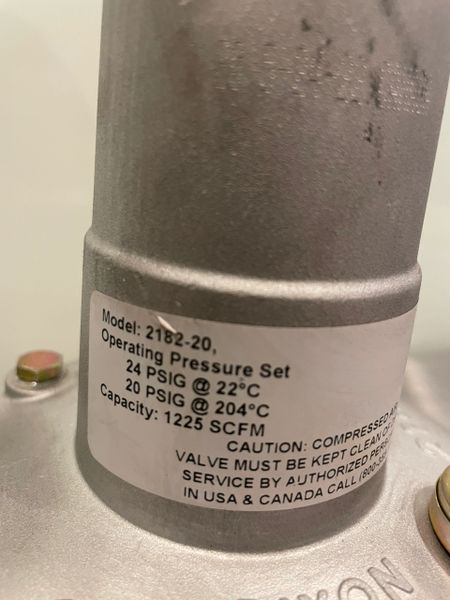 Model: 2182-20,
Operating Pressure Set
24 PSIG @ 22°C
20 PSIG @ 204°C
Capacity: 1225 SCFM
CAUTION: COMPRESSED
VALVE MUST BE KEPT CLEAN
SERVICE BY AUTHORIZED
IN USA & CANADA CALL